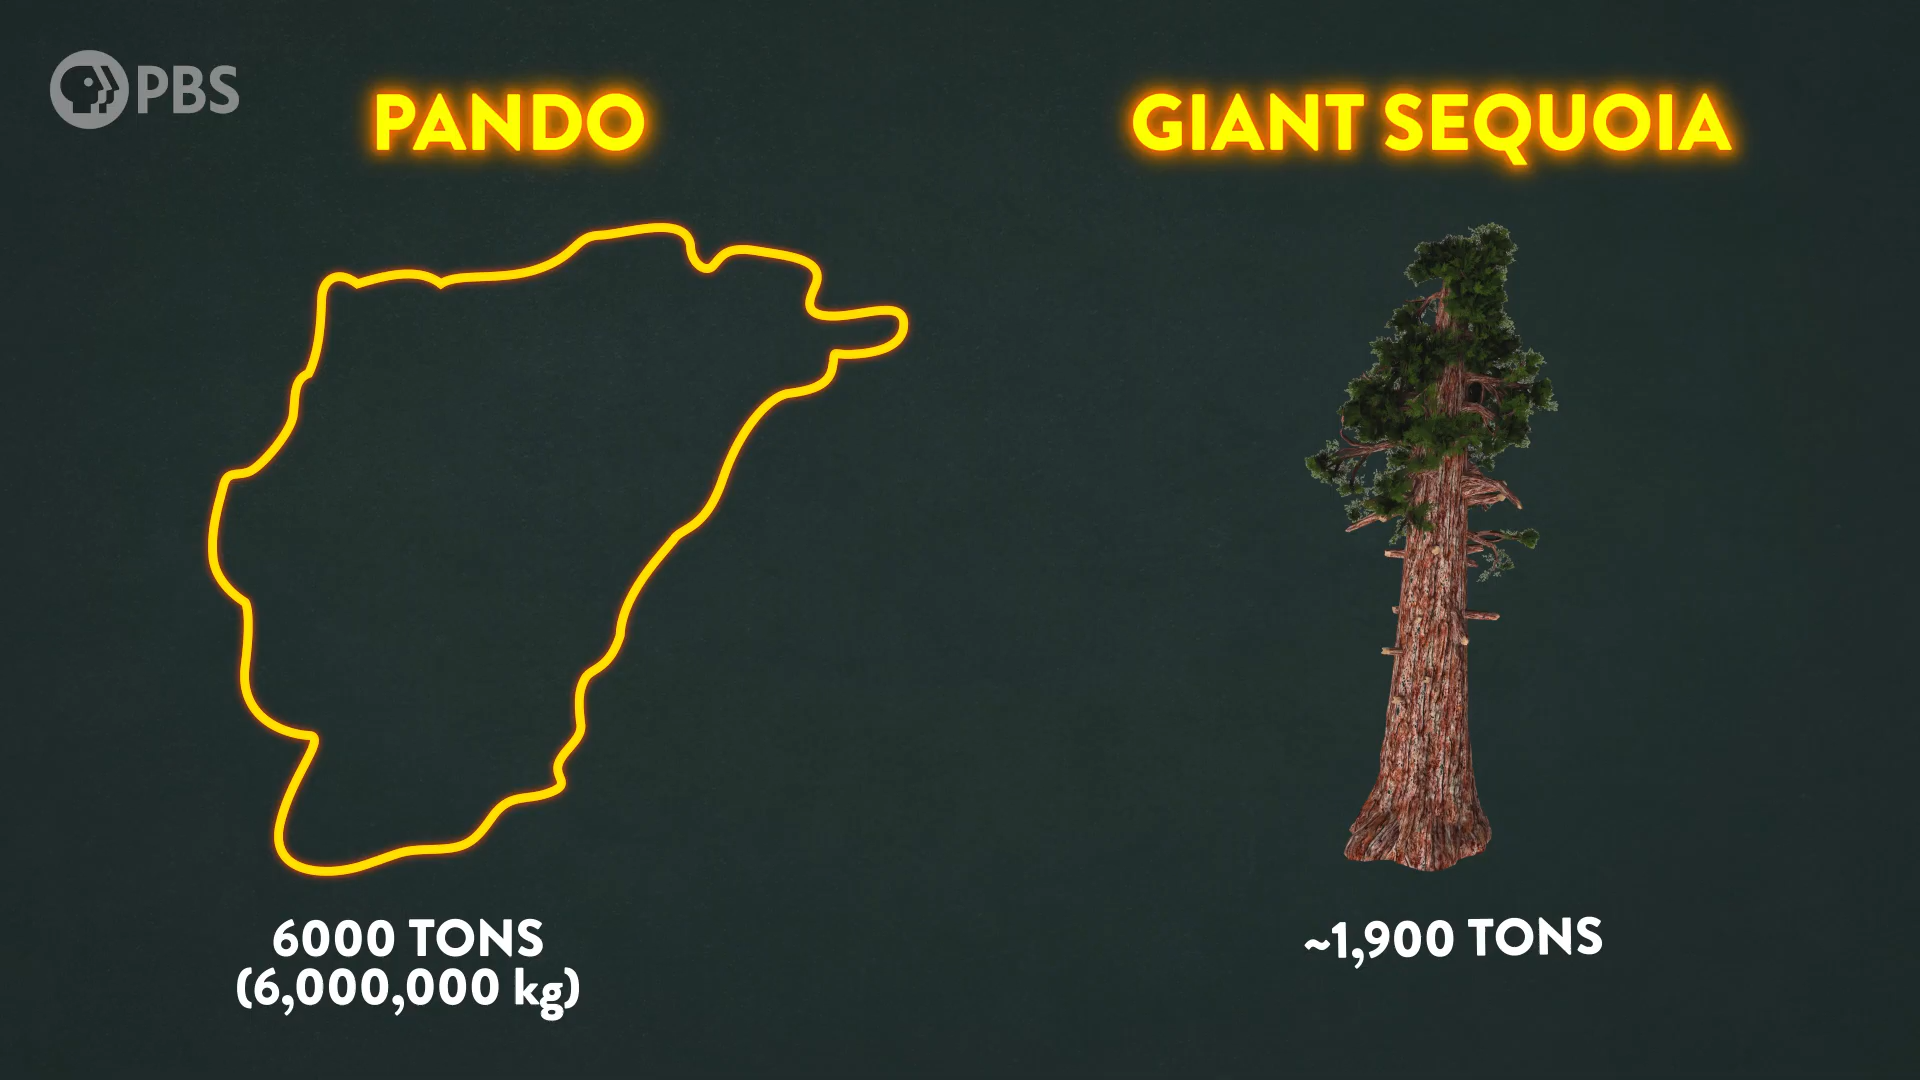 PBS
PANDO
GIANT SEQUOIA
6000 TONS
(6,000,000 kg)
~1,900 TONS